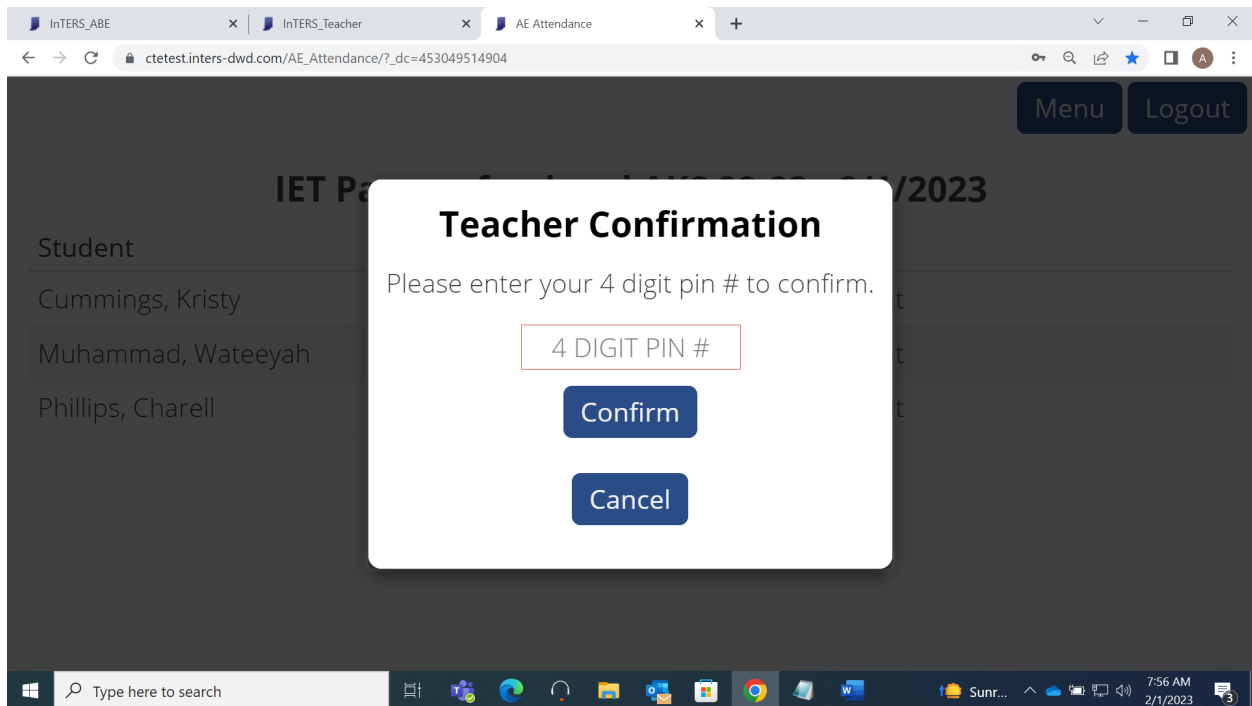 InTERS_ABE
InTERS_Teacher
AE Attendance
ctetest.inters-dwd.com/AE_Attendance/?_dc=453049514904
A
Menu
Logout
IET /2023
Teacher Confirmation
Please enter your 4 digit pin # to confirm.
4 DIGIT PIN #
Confirm
Cancel
Student
Cummings, Kristy
Muhammad, Wateeyah
Phillips, Charell
Type here to search
Sunr...
7:56 AM
2/1/2023
3